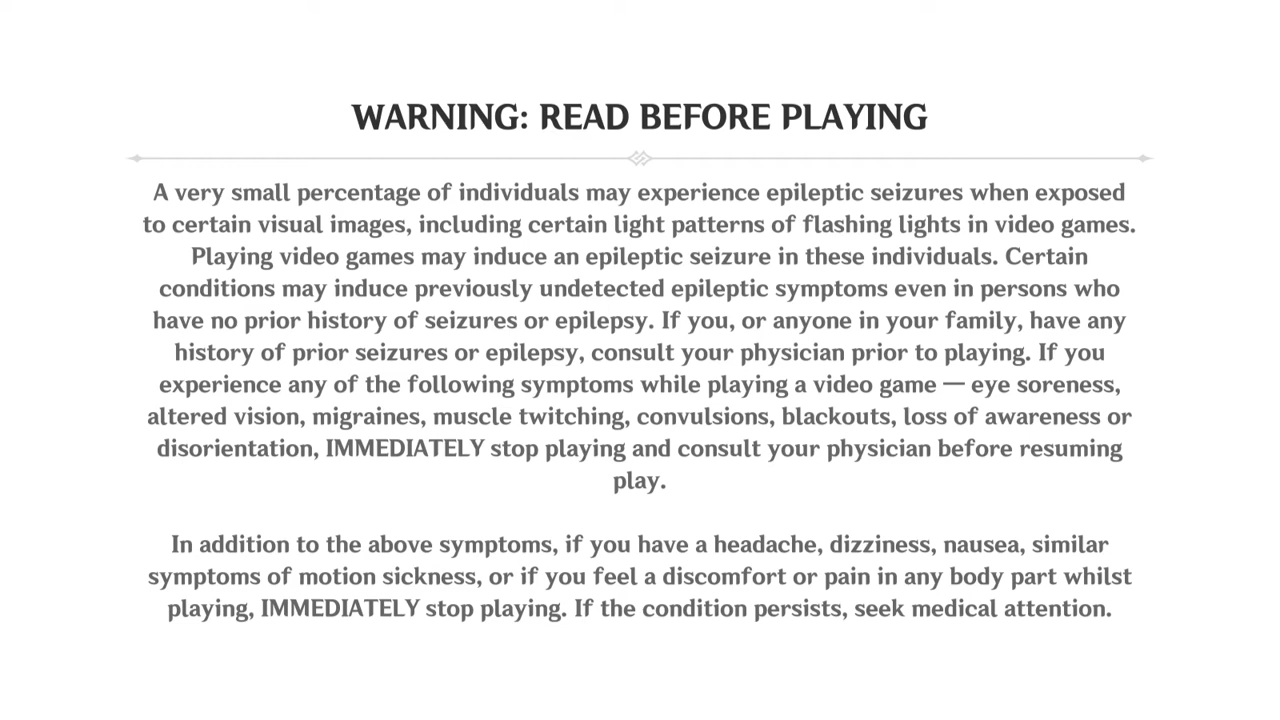 WARNING: READ BEFORE PLAYING
A very small percentage of individuals may experience epileptic seizures when exposed
to certain visual images, including certain light patterns of flashing lights in video games.
Playing video games may induce an epileptic seizure in these individuals. Certain
conditions may induce previously undetected epileptic symptoms even in persons who
have no prior history of seizures or epilepsy. If you, or anyone in your family, have any
history of prior seizures or epilepsy, consult your physician prior to playing. If you
experience any of the following symptoms while playing a video game — eye soreness,
altered vision, migraines, muscle twitching, convulsions, blackouts, loss of awareness or
disorientation, IMMEDIATELY stop playing and consult your physician before resuming
play.
In addition to the above symptoms, if you have a headache, dizziness, nausea, similar
symptoms of motion sickness, or if you feel a discomfort or pain in any body part whilst
playing, IMMEDIATELY stop playing. If the condition persists, seek medical attention.